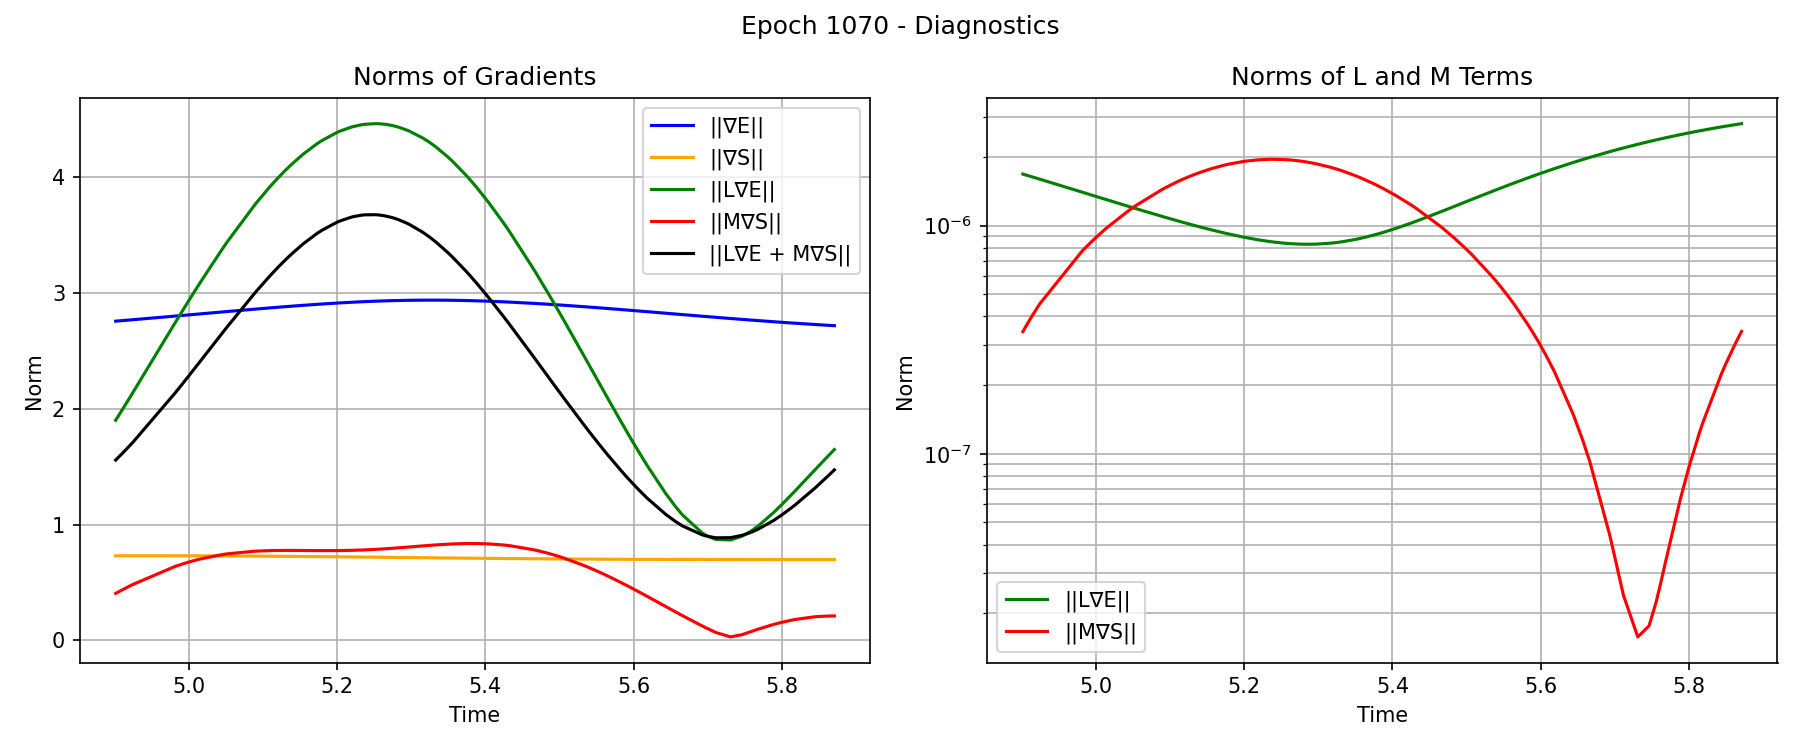 Epoch 1070 - Diagnostics
Norms of Gradients
Norm
4
3
2
1
0
5.0 5.2 5.4 5.6 5.8
Time
||∇E||
||∇S||
||L∇E||
||M∇S||
||L∇E + M∇S||
Norms of L and M Terms
Norm
10⁻⁶
10⁻⁷
5.0 5.2 5.4 5.6 5.8
Time
||L∇E||
||M∇S||